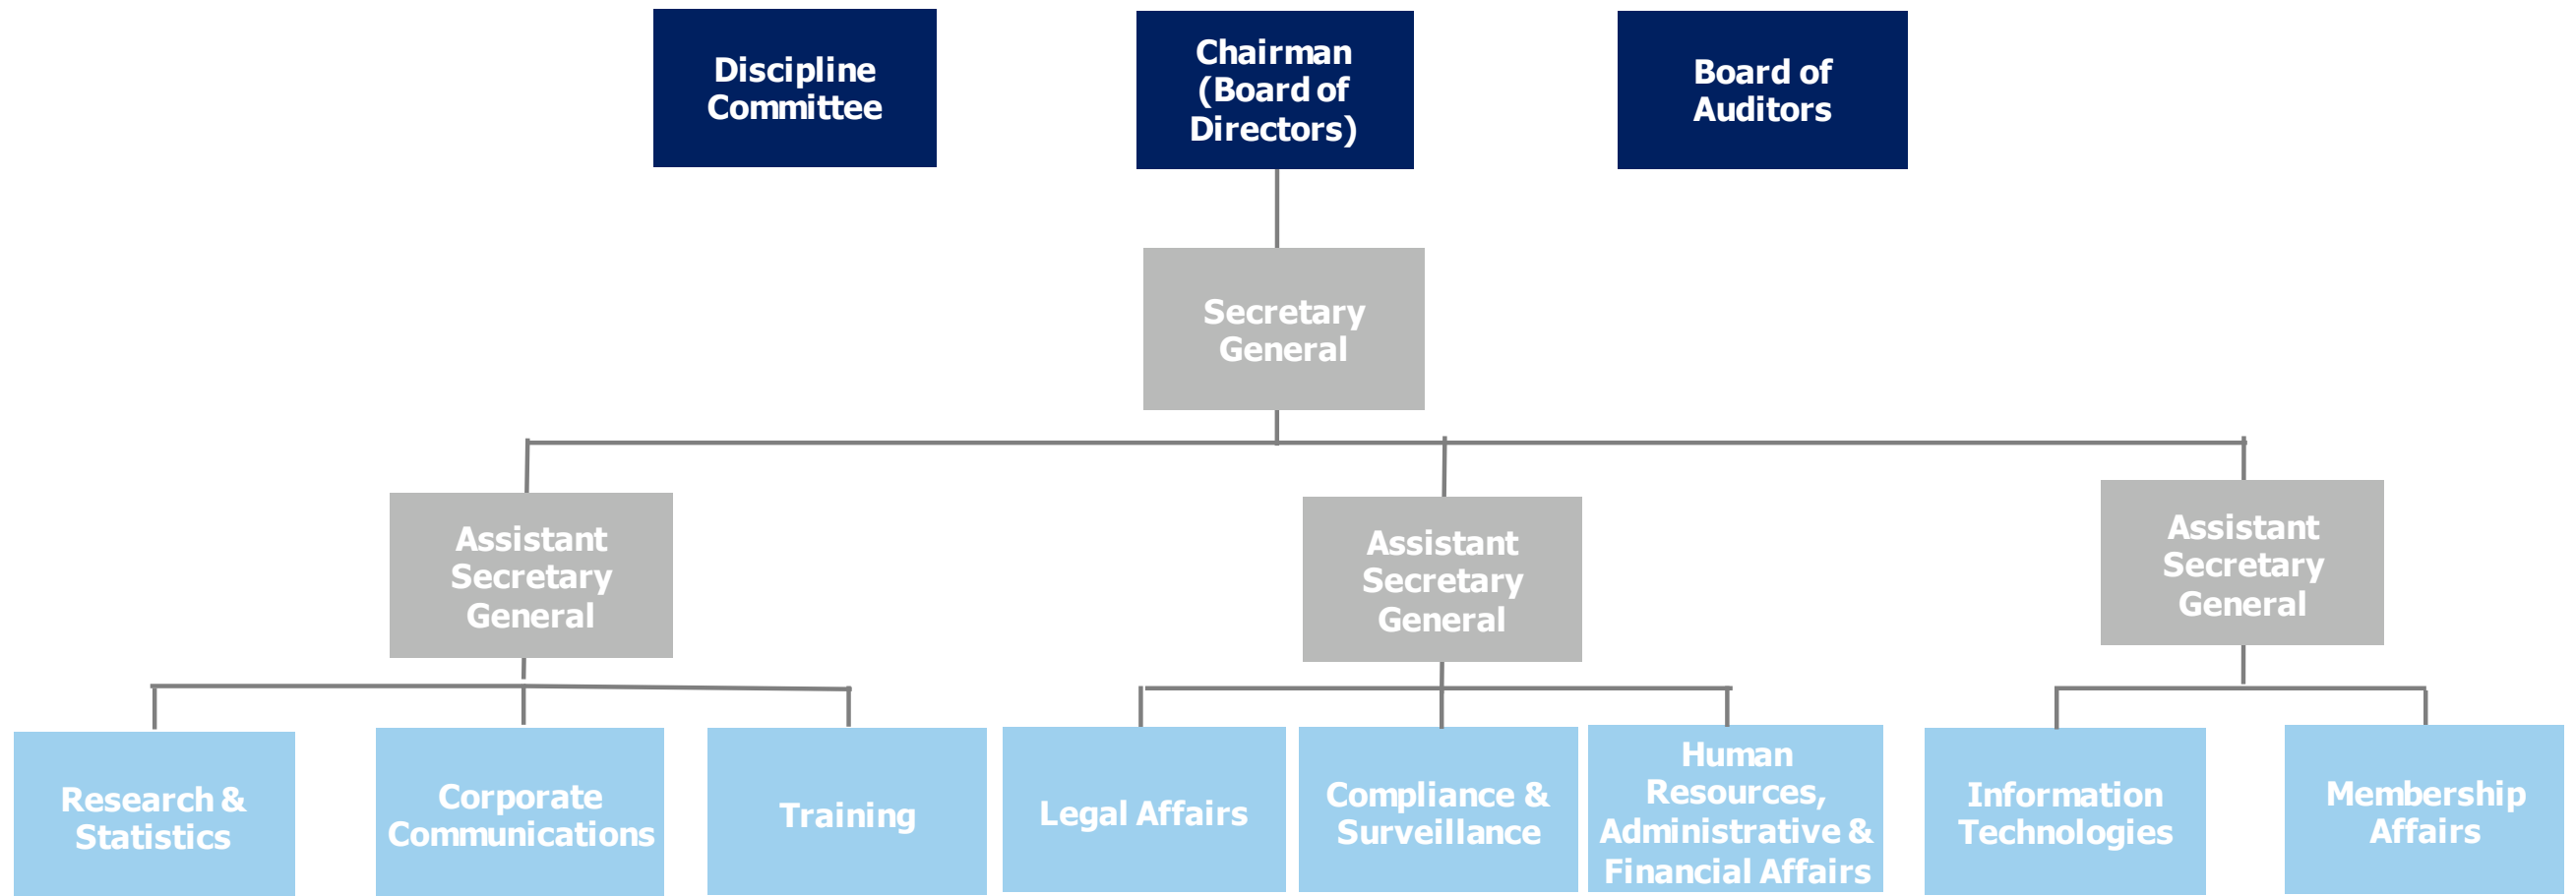 Discipline
Committee
Chairman
(Board of
Directors)
Board of
Auditors
Secretary
General
Assistant
Secretary
General
Assistant
Secretary
General
Assistant
Secretary
General
Research &
Statistics
Corporate
Communications
Training
Legal Affairs
Compliance &
Surveillance
Human
Resources,
Administrative &
Financial Affairs
Information
Technologies
Membership
Affairs